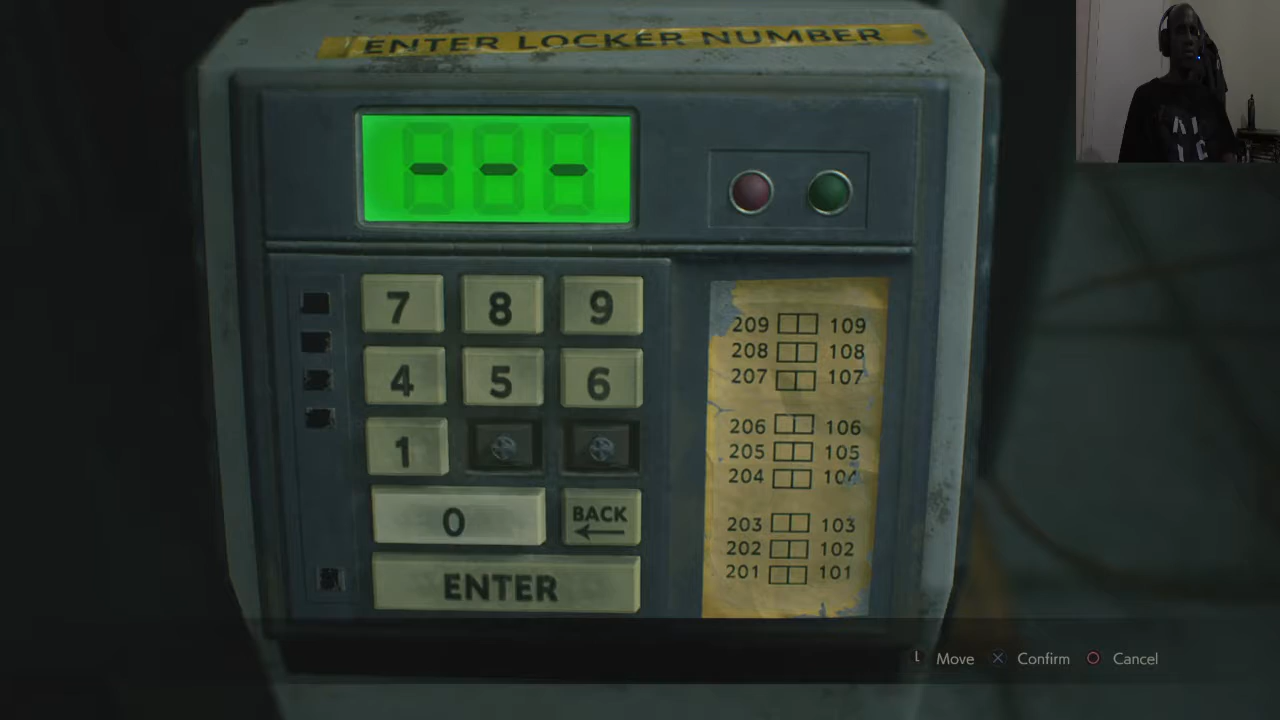 ENTER LOCKER NUMBER
- - -
7 8 9
4 5 6
1
0 BACK
ENTER
209 109
208 108
207 107
206 106
205 105
204 104
203 103
202 102
201 101
L Move Confirm Cancel